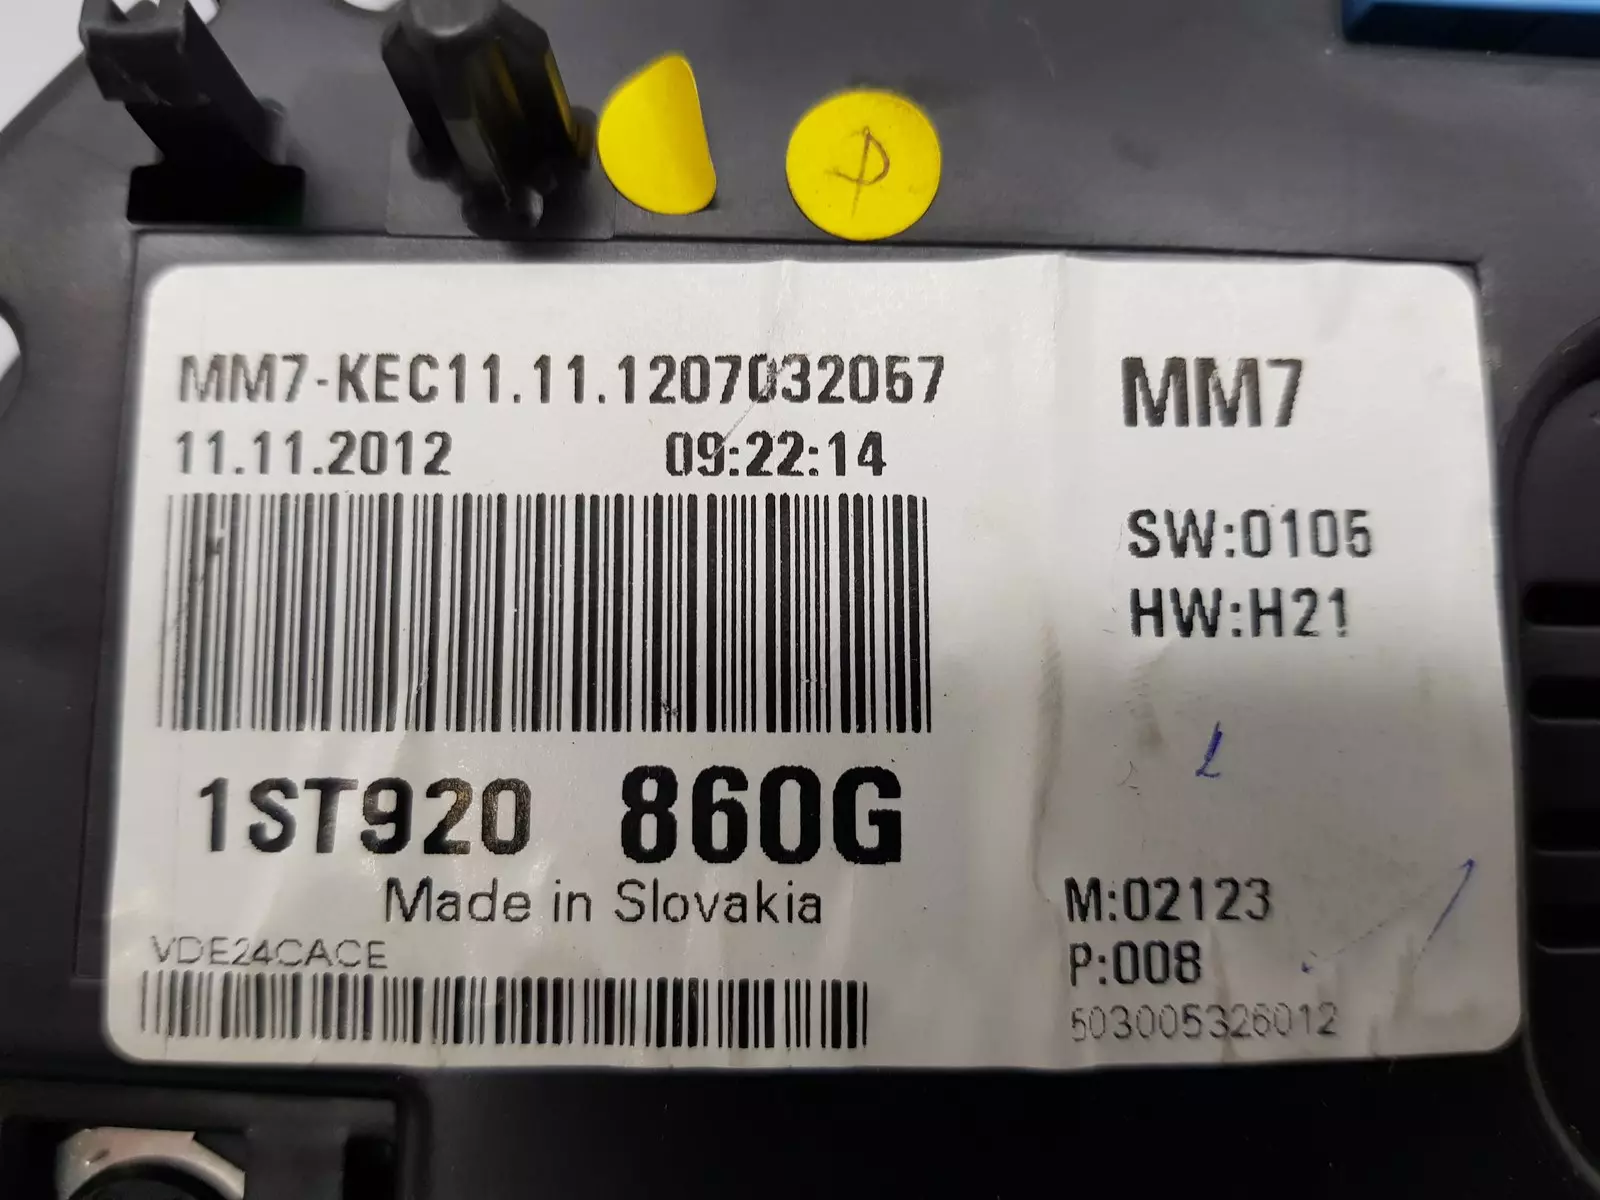 MM7-KEC11.11.1207032057
11.11.2012 09:22:14
1ST920 860G
Made in Slovakia
VDE24CACE
MM7
SW:0105
HW:H21
M:02123
P:008
503005326012